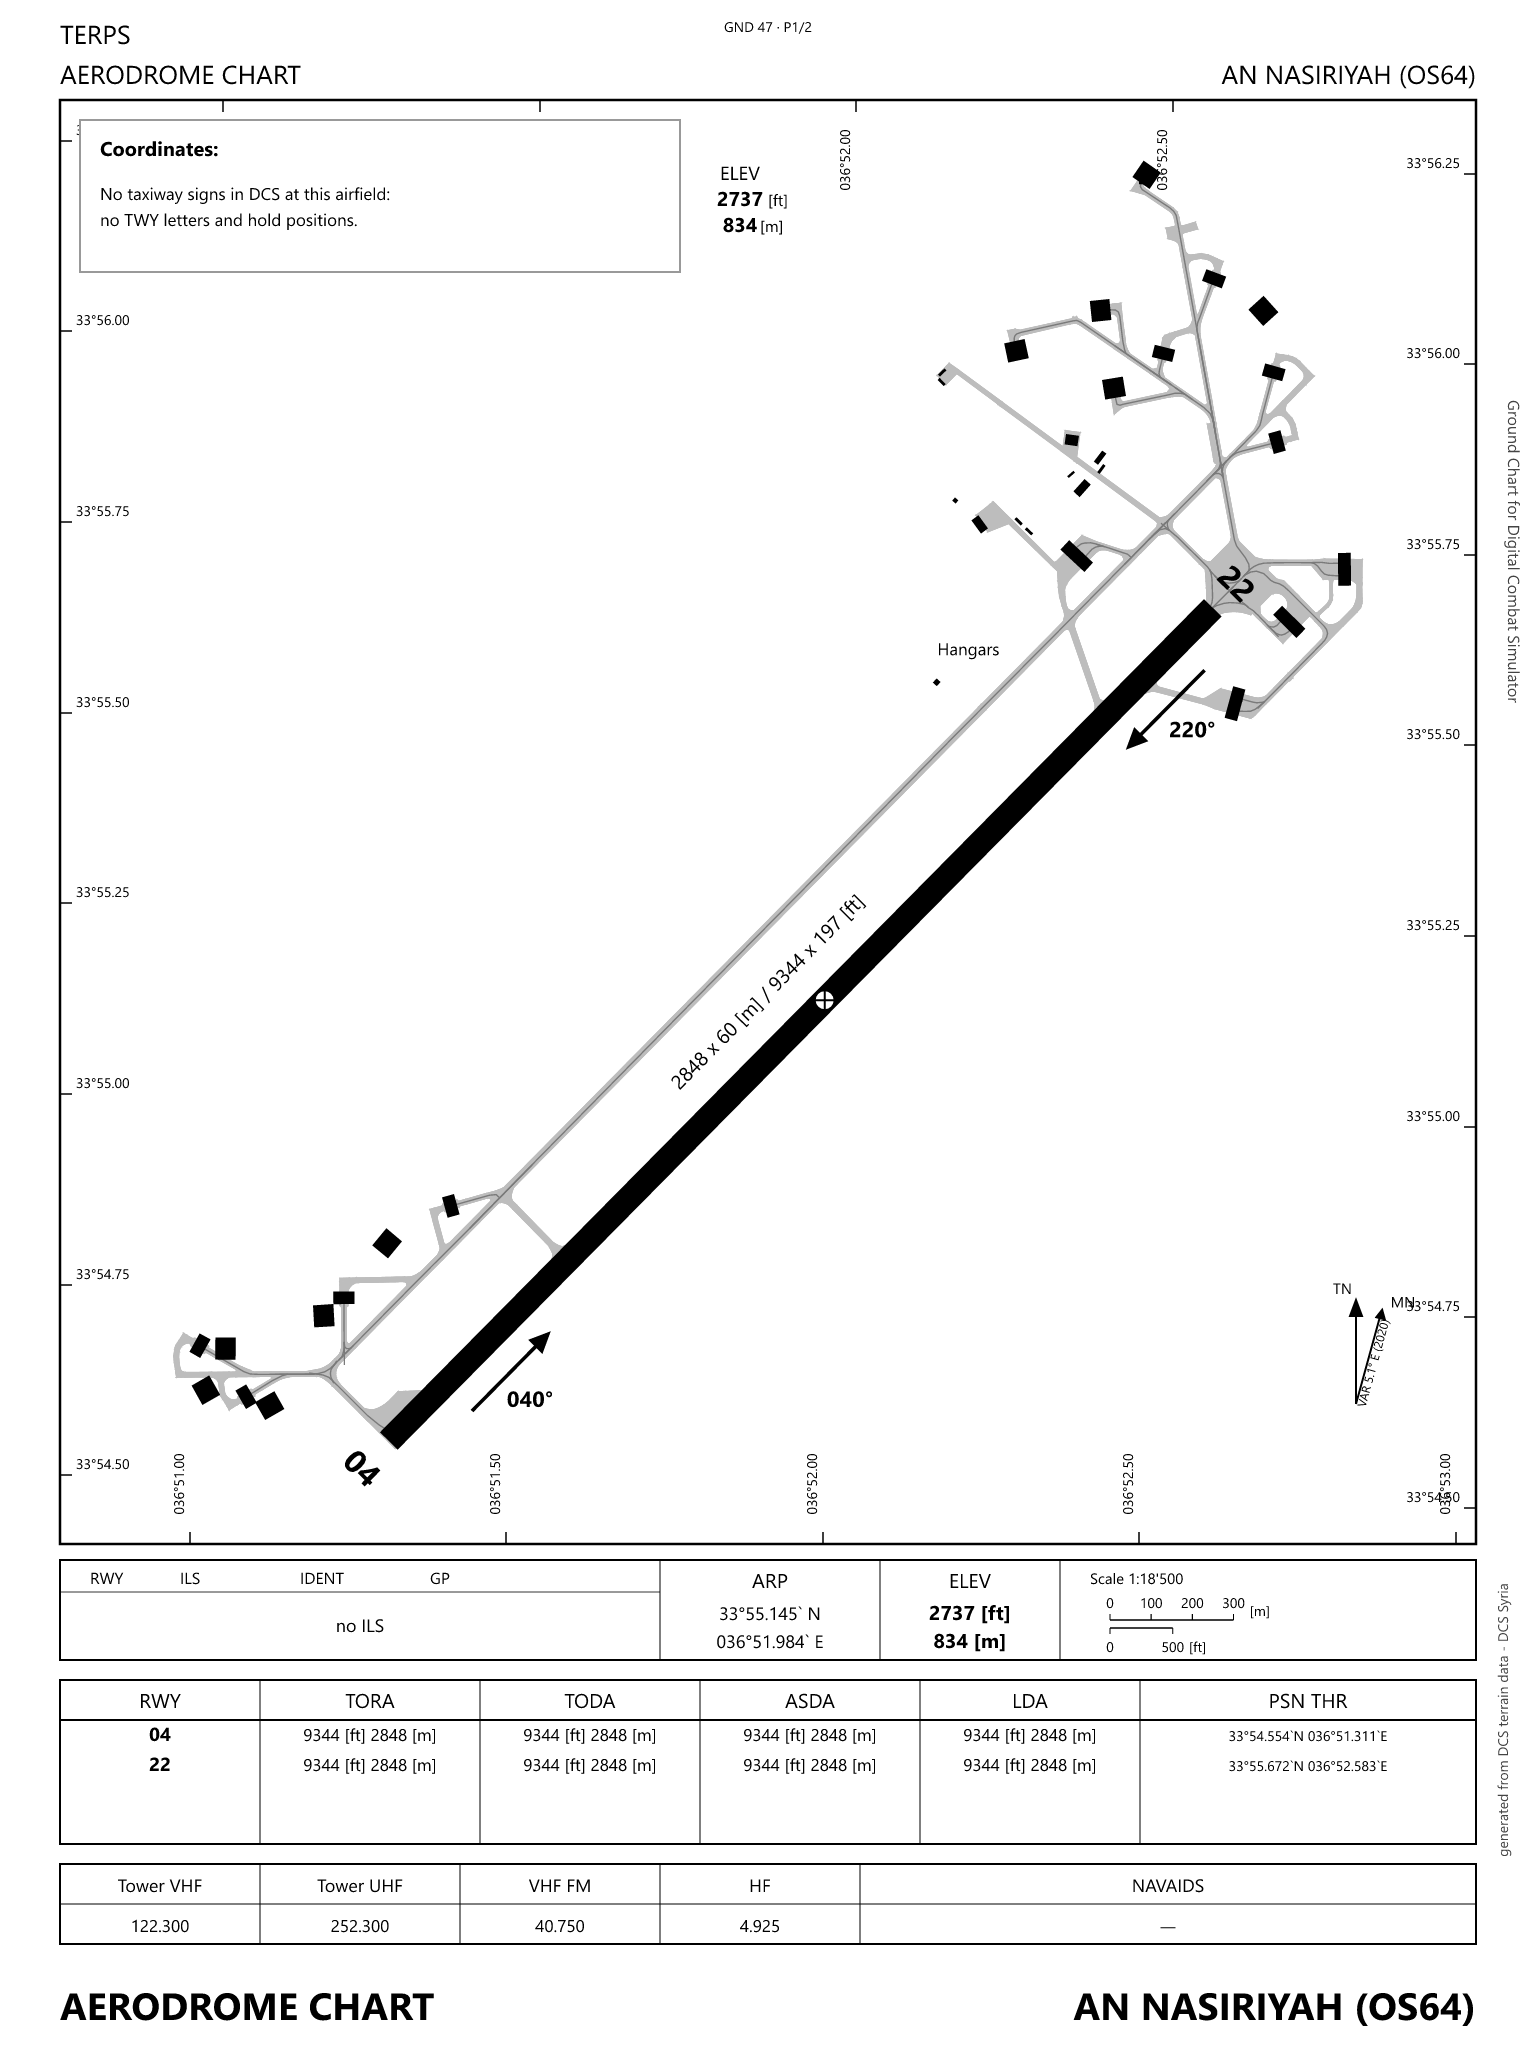 TERPS
GND 47 · P1/2
AERODROME CHART
AN NASIRIYAH (OS64)
Coordinates:
No taxiway signs in DCS at this airfield:
no TWY letters and hold positions.
ELEV
2737 [ft]
834 [m]
036°52.00
036°52.50
33°56.25
33°56.00
33°56.00
33°55.75
33°55.75
22
Hangars
33°55.50
220°
33°55.50
33°55.25
33°55.25
2848 x 60 [m] / 9344 x 197 [ft]
33°55.00
33°55.00
33°54.75
TN
MN
33°54.75
VAR 5.1° E (2020)
040°
04
33°54.50
33°54.50
036°51.00
036°51.50
036°52.00
036°52.50
036°53.00
Ground Chart for Digital Combat Simulator
RWY ILS IDENT GP
no ILS
ARP
33°55.145` N
036°51.984` E
ELEV
2737 [ft]
834 [m]
Scale 1:18'500
0 100 200 300 [m]
0 500 [ft]
RWY TORA TODA ASDA LDA PSN THR
04 9344 [ft] 2848 [m] 9344 [ft] 2848 [m] 9344 [ft] 2848 [m] 9344 [ft] 2848 [m] 33°54.554`N 036°51.311`E
22 9344 [ft] 2848 [m] 9344 [ft] 2848 [m] 9344 [ft] 2848 [m] 9344 [ft] 2848 [m] 33°55.672`N 036°52.583`E
generated from DCS terrain data - DCS Syria
Tower VHF Tower UHF VHF FM HF NAVAIDS
122.300 252.300 40.750 4.925 —
AERODROME CHART
AN NASIRIYAH (OS64)